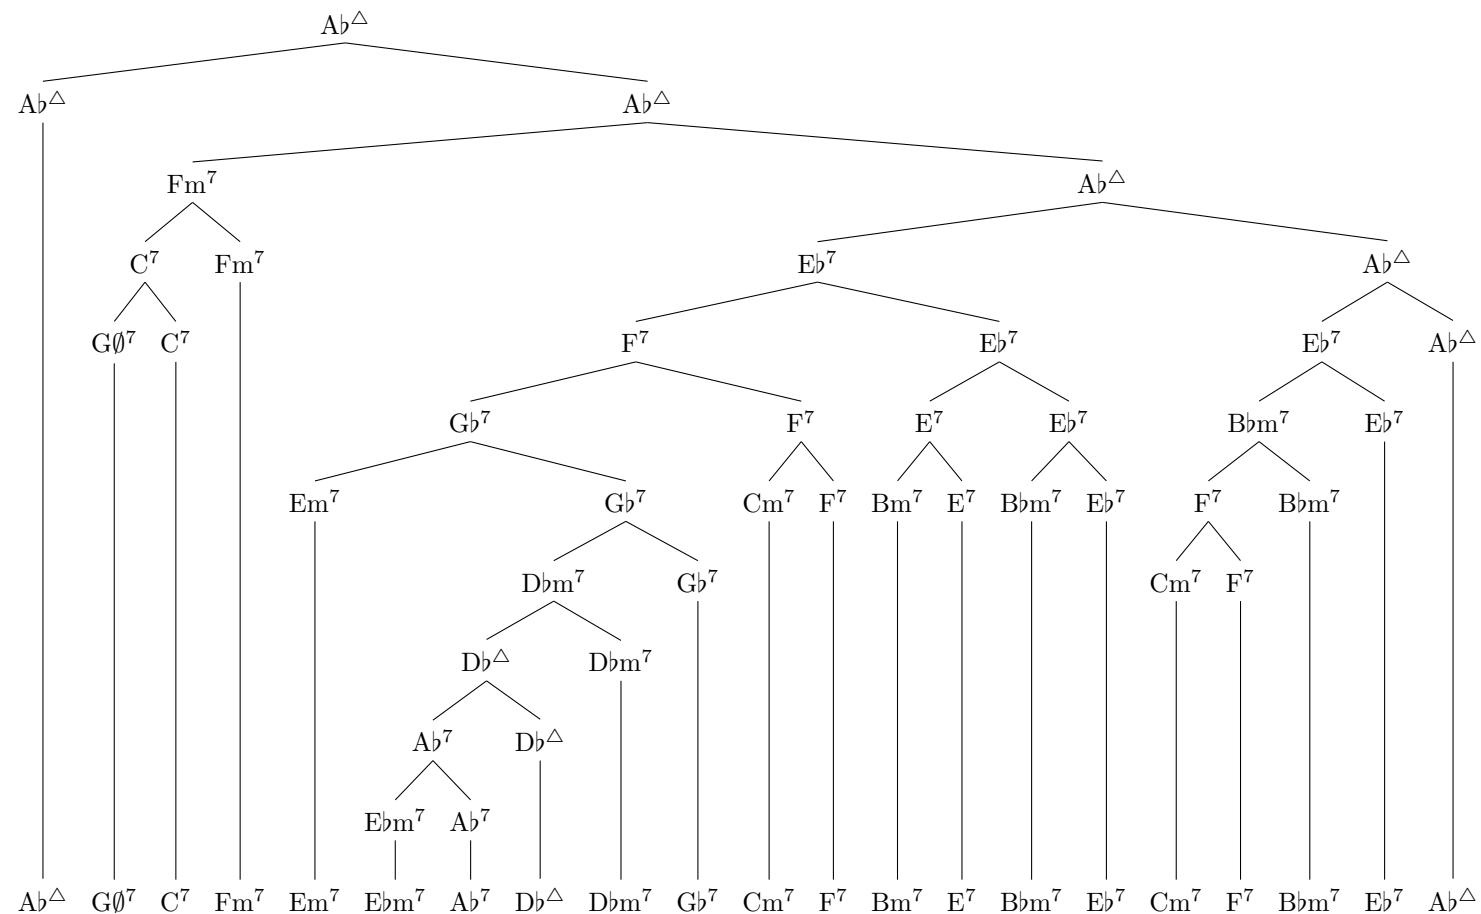 A♭△
A♭△ A♭△
Fm⁷ A♭△
C⁷ Fm⁷ E♭⁷ A♭△
G∅⁷ C⁷ F⁷ E♭⁷ E♭⁷ A♭△
G♭⁷ F⁷ E⁷ E♭⁷ B♭m⁷ E♭⁷
Em⁷ G♭⁷ Cm⁷ F⁷ Bm⁷ E⁷ B♭m⁷ E♭⁷ F⁷ B♭m⁷
D♭m⁷ G♭⁷ Cm⁷ F⁷
D♭△ D♭m⁷
A♭⁷ D♭△
E♭m⁷ A♭⁷
A♭△ G∅⁷ C⁷ Fm⁷ Em⁷ E♭m⁷ A♭⁷ D♭△ D♭m⁷ G♭⁷ Cm⁷ F⁷ Bm⁷ E⁷ B♭m⁷ E♭⁷ Cm⁷ F⁷ B♭m⁷ E♭⁷ A♭△